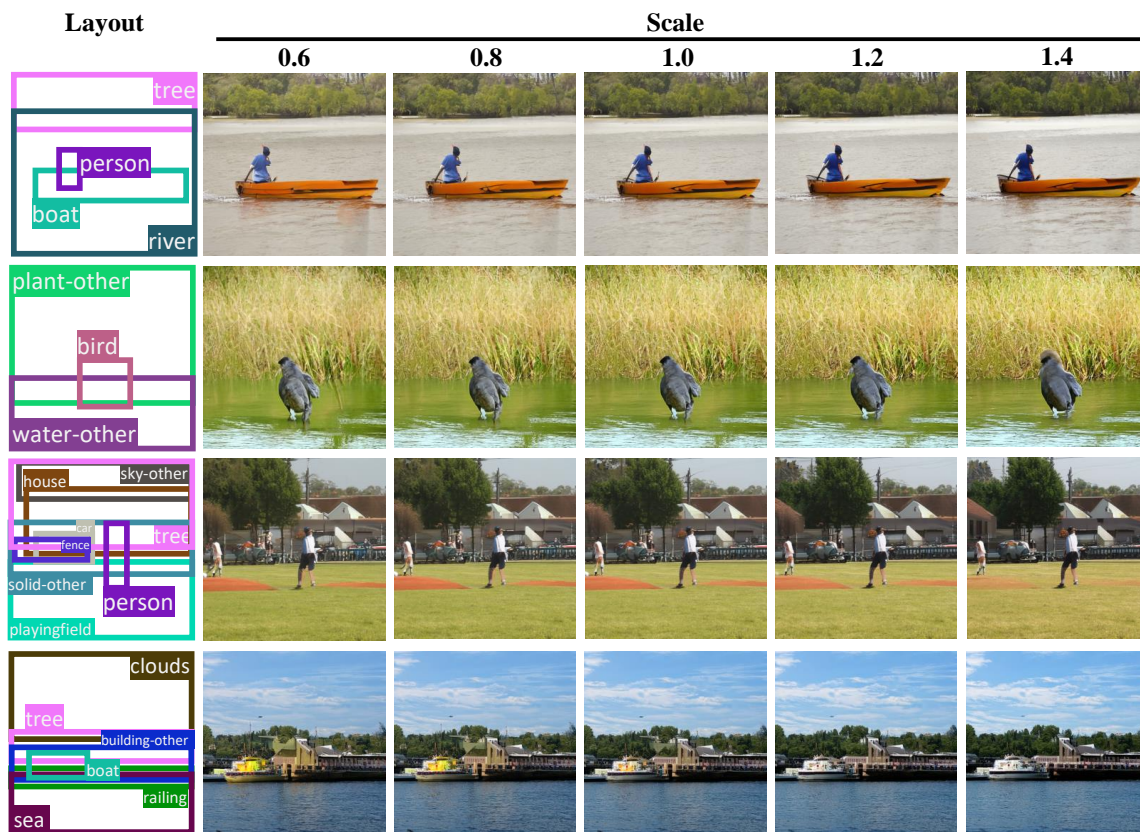 Layout
Scale
0.6 0.8 1.0 1.2 1.4
tree
person
boat
river
plant-other
bird
water-other
house
sky-other
car
tree
fence
solid-other
person
playingfield
clouds
tree
building-other
boat
railing
sea